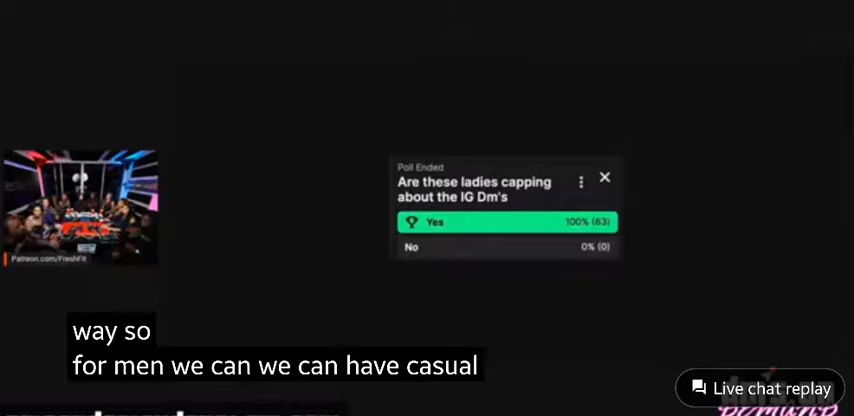 Poll Ended
Are these ladies capping
about the IG Dm's
Yes 100% (63)
No 0% (0)
Patreon.com/FreshFit
way so
for men we can we can have casual
Live chat replay